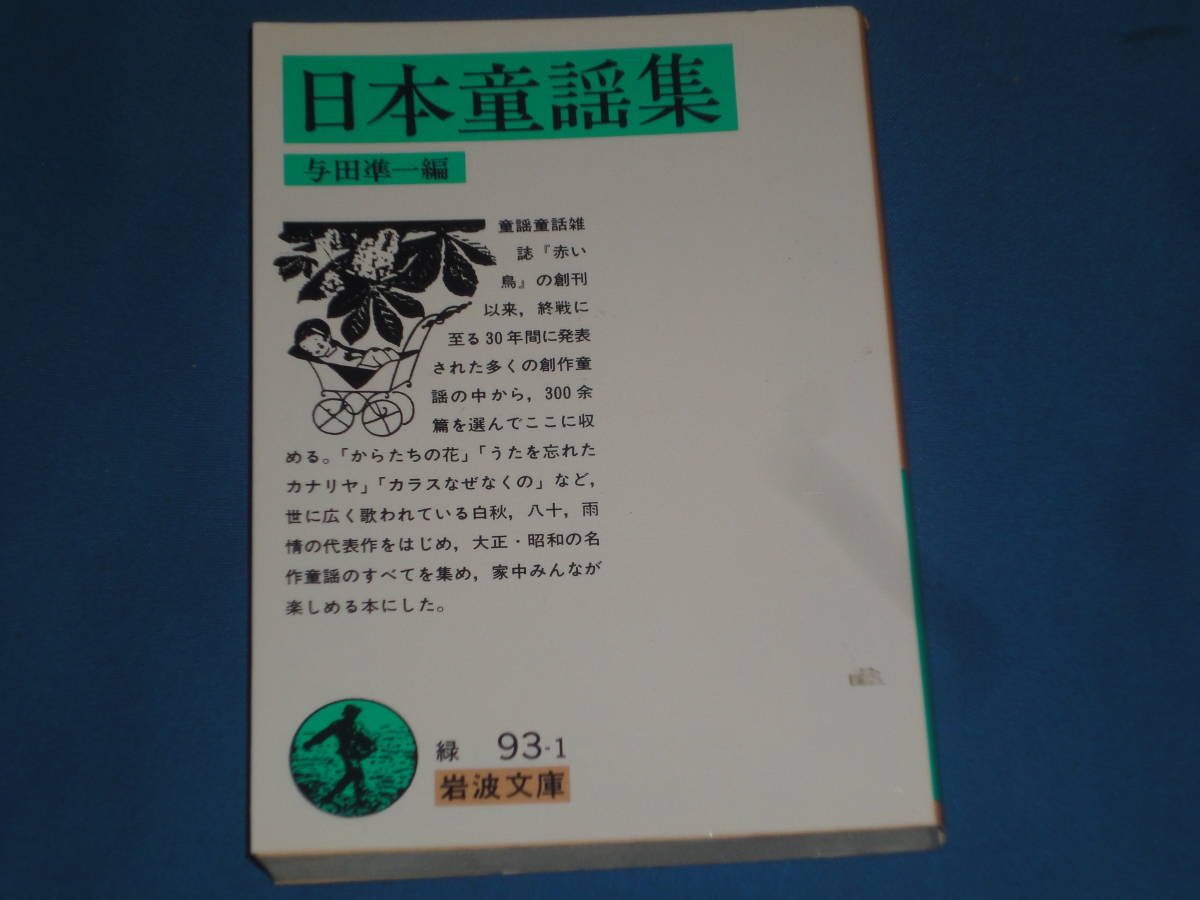 日本童謡集
与田凖一編
童謡童話雑
誌『赤い
鳥』の創刊
以来，終戦に
至る30年間に発表
された多くの創作童
謡の中から，300余
篇を選んでここに収
める。「からたちの花」「うたを忘れた
カナリヤ」「カラスなぜなくの」など，
世に広く歌われている白秋，八十，雨
情の代表作をはじめ，大正・昭和の名
作童謡のすべてを集め，家中みんなが
楽しめる本にした。
緑 93-1
岩波文庫